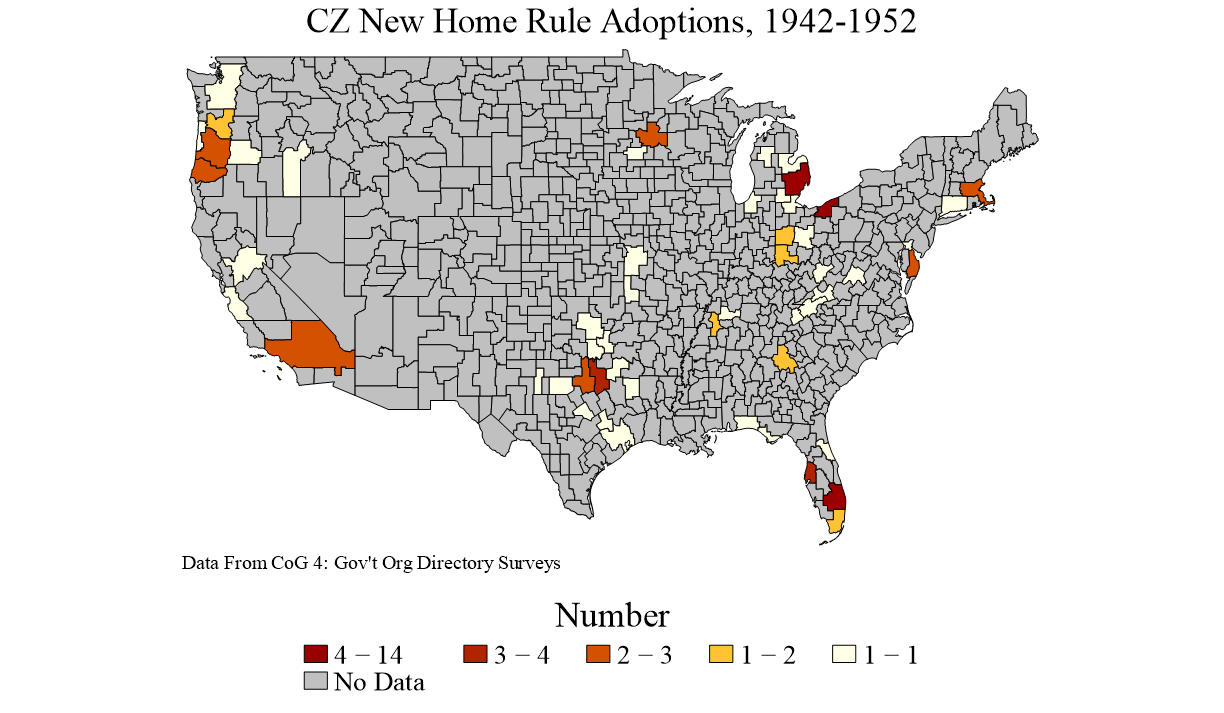 CZ New Home Rule Adoptions, 1942-1952
Data From CoG 4: Gov't Org Directory Surveys
Number
4 − 14 3 − 4 2 − 3 1 − 2 1 − 1
No Data